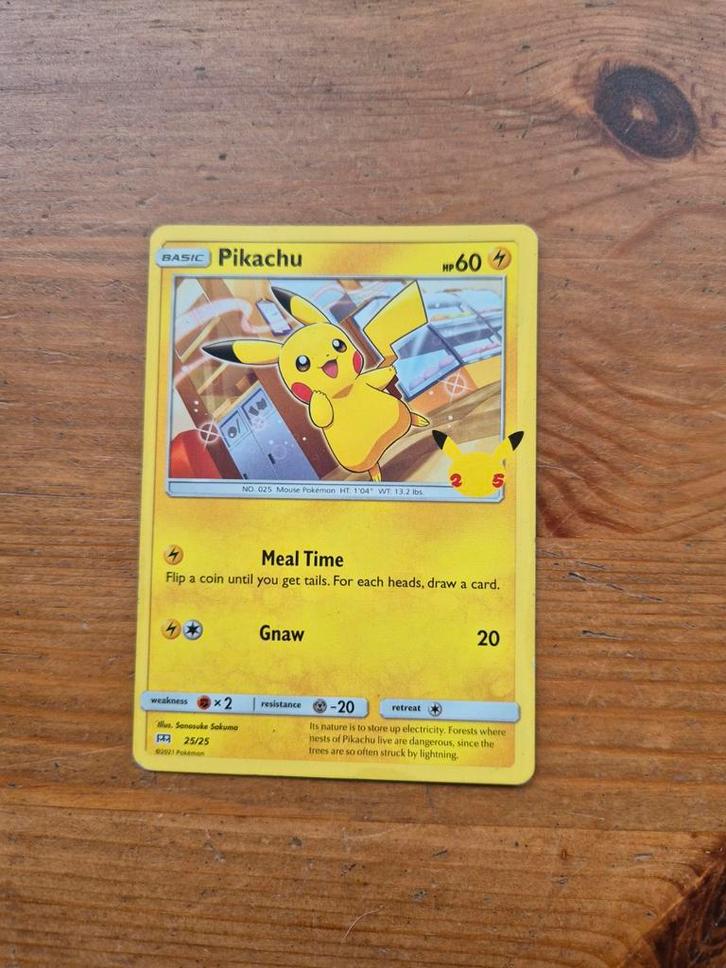 BASIC Pikachu HP60
NO. 025 Mouse Pokémon HT: 1'04" WT: 13.2 lbs.
25
Meal Time
Flip a coin until you get tails. For each heads, draw a card.
Gnaw 20
weakness ×2 resistance -20 retreat
Illus. Sanosuke Sakuma
25/25
©2021 Pokémon
Its nature is to store up electricity. Forests where
nests of Pikachu live are dangerous, since the
trees are so often struck by lightning.